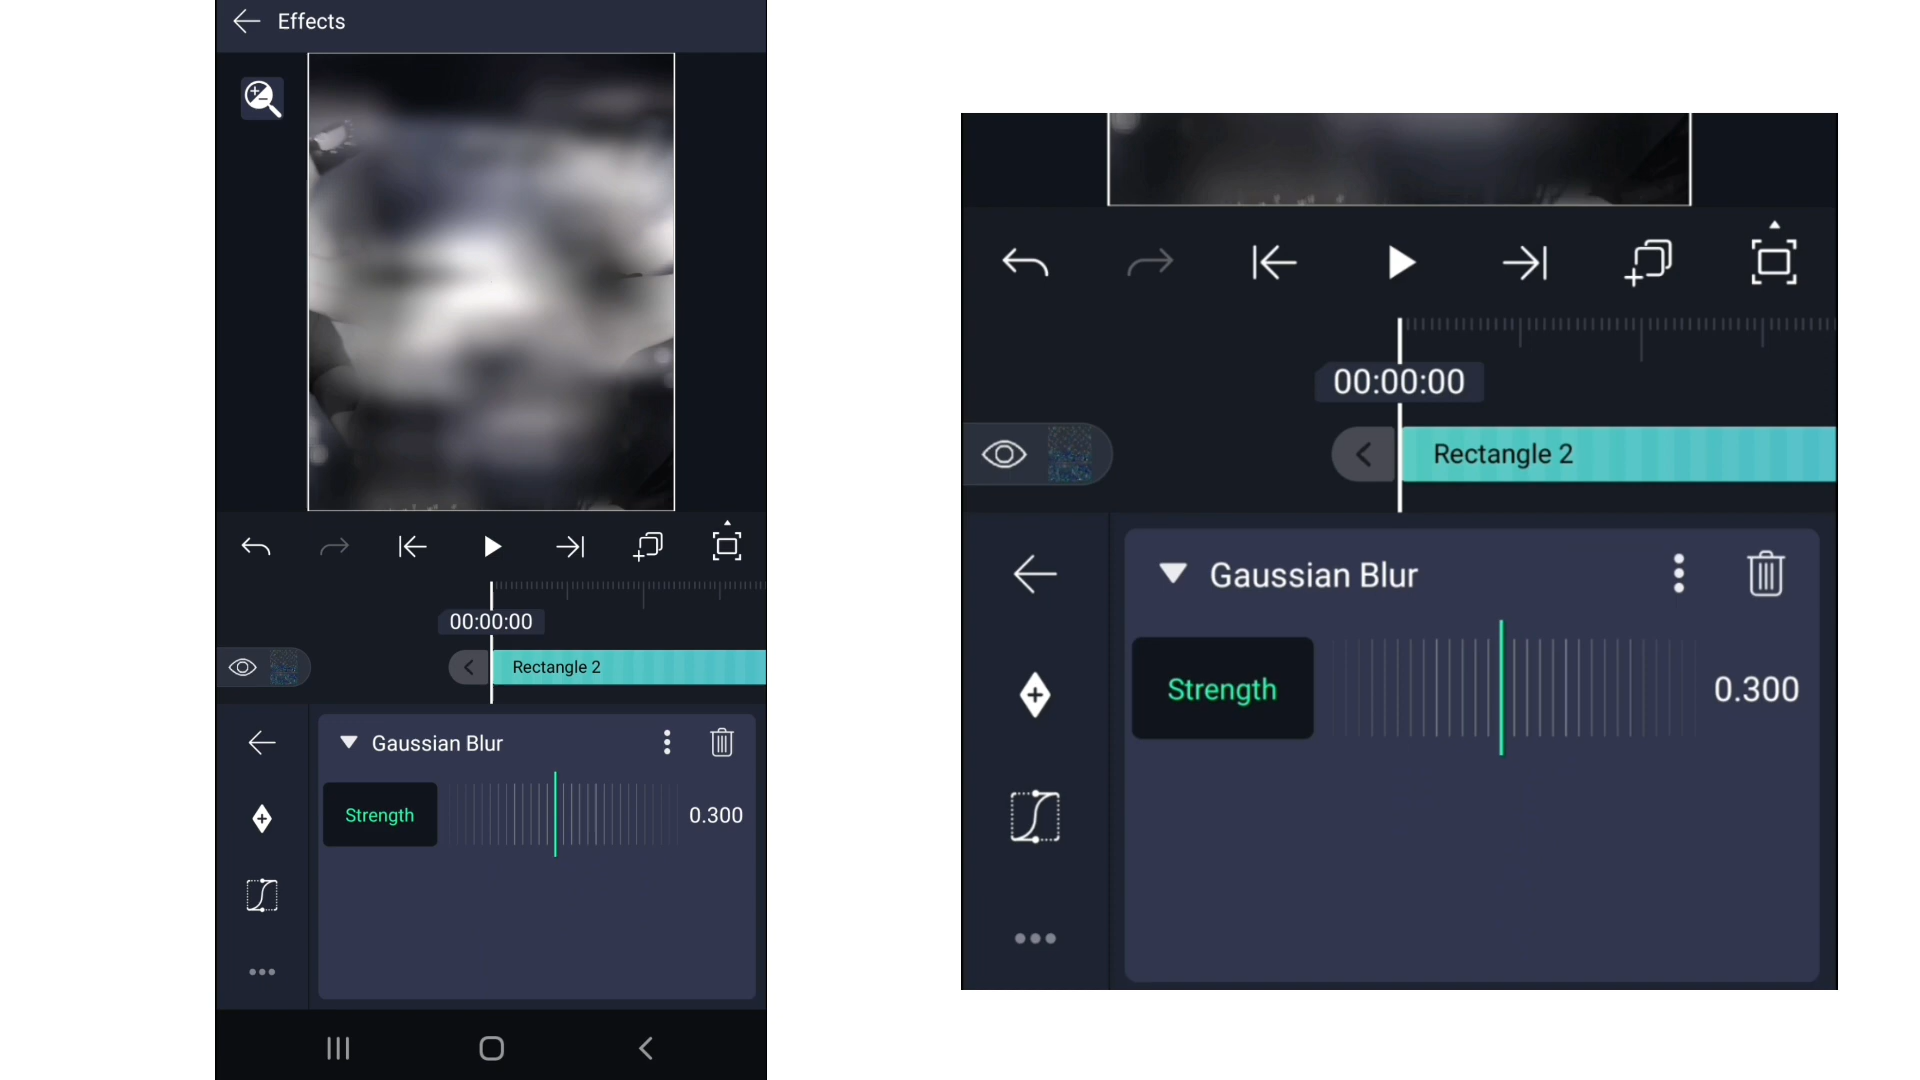 Effects
00:00:00
Rectangle 2
Gaussian Blur
Strength
0.300
00:00:00
Rectangle 2
Gaussian Blur
Strength
0.300